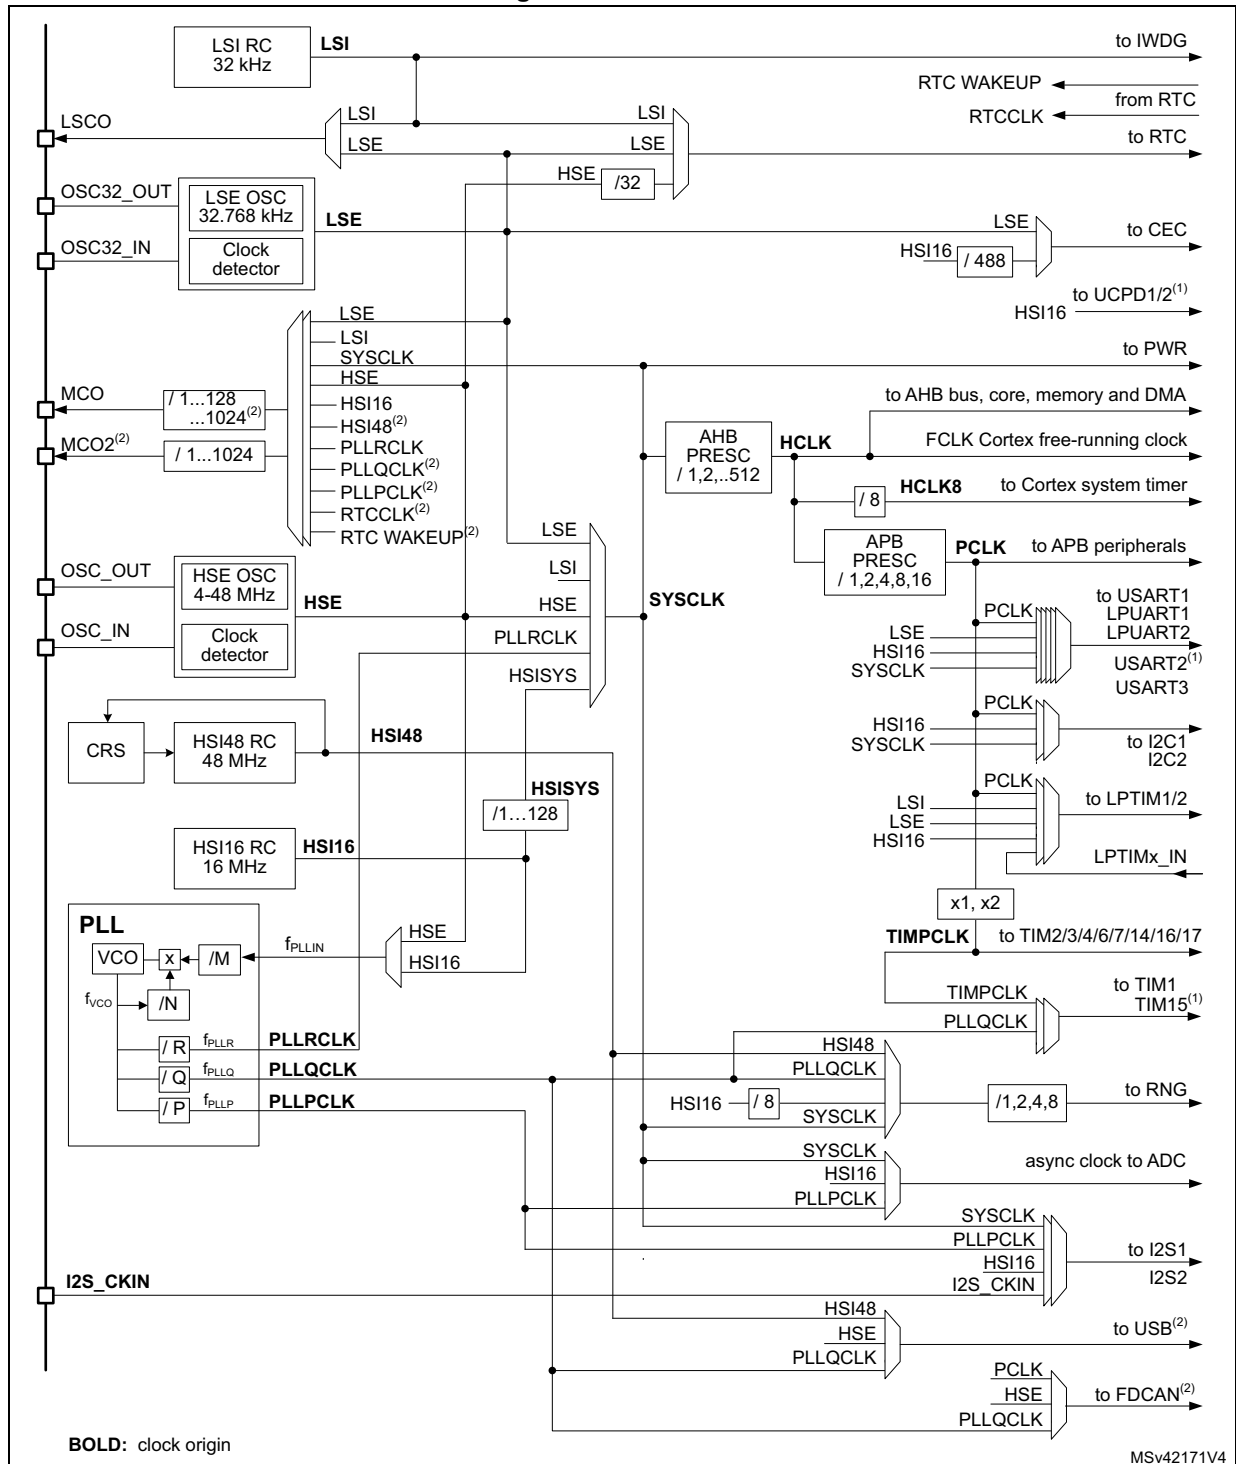 LSI RC
32 kHz
LSI
to IWDG
RTC WAKEUP
from RTC
RTCCLK
LSCO
LSI
LSI
LSE
LSE
to RTC
HSE
/32
OSC32_OUT
LSE OSC
32.768 kHz
LSE
OSC32_IN
Clock
detector
LSE
to CEC
HSI16
/ 488
to UCPD1/2(1)
HSI16
LSE
LSI
SYSCLK
to PWR
HSE
MCO
/ 1...128
...1024(2)
HSI16
HSI48(2)
MCO2(2)
/ 1...1024
PLLRCLK
PLLQCLK(2)
PLLPCLK(2)
RTCCLK(2)
RTC WAKEUP(2)
to AHB bus, core, memory and DMA
AHB
PRESC
/ 1,2,..512
HCLK
FCLK Cortex free-running clock
/ 8
HCLK8
to Cortex system timer
APB
PRESC
/ 1,2,4,8,16
PCLK
to APB peripherals
OSC_OUT
HSE OSC
4-48 MHz
HSE
OSC_IN
Clock
detector
LSE
LSI
HSE
PLLRCLK
HSISYS
SYSCLK
PCLK
LSE
HSI16
SYSCLK
to USART1
LPUART1
LPUART2
USART2(1)
USART3
PCLK
HSI16
SYSCLK
to I2C1
I2C2
CRS
HSI48 RC
48 MHz
HSI48
HSISYS
/1…128
PCLK
LSI
LSE
HSI16
to LPTIM1/2
LPTIMx_IN
HSI16 RC
16 MHz
HSI16
x1, x2
TIMPCLK
to TIM2/3/4/6/7/14/16/17
PLL
VCO
x
/M
fPLLIN
HSE
HSI16
fVCO
/N
/ R
fPLLR
PLLRCLK
/ Q
fPLLQ
PLLQCLK
/ P
fPLLP
PLLPCLK
TIMPCLK
PLLQCLK
to TIM1
TIM15(1)
HSI48
PLLQCLK
HSI16
/ 8
SYSCLK
/1,2,4,8
to RNG
SYSCLK
HSI16
PLLPCLK
async clock to ADC
SYSCLK
PLLPCLK
HSI16
I2S_CKIN
to I2S1
I2S2
I2S_CKIN
HSI48
HSE
PLLQCLK
to USB(2)
PCLK
HSE
PLLQCLK
to FDCAN(2)
BOLD: clock origin
MSv42171V4